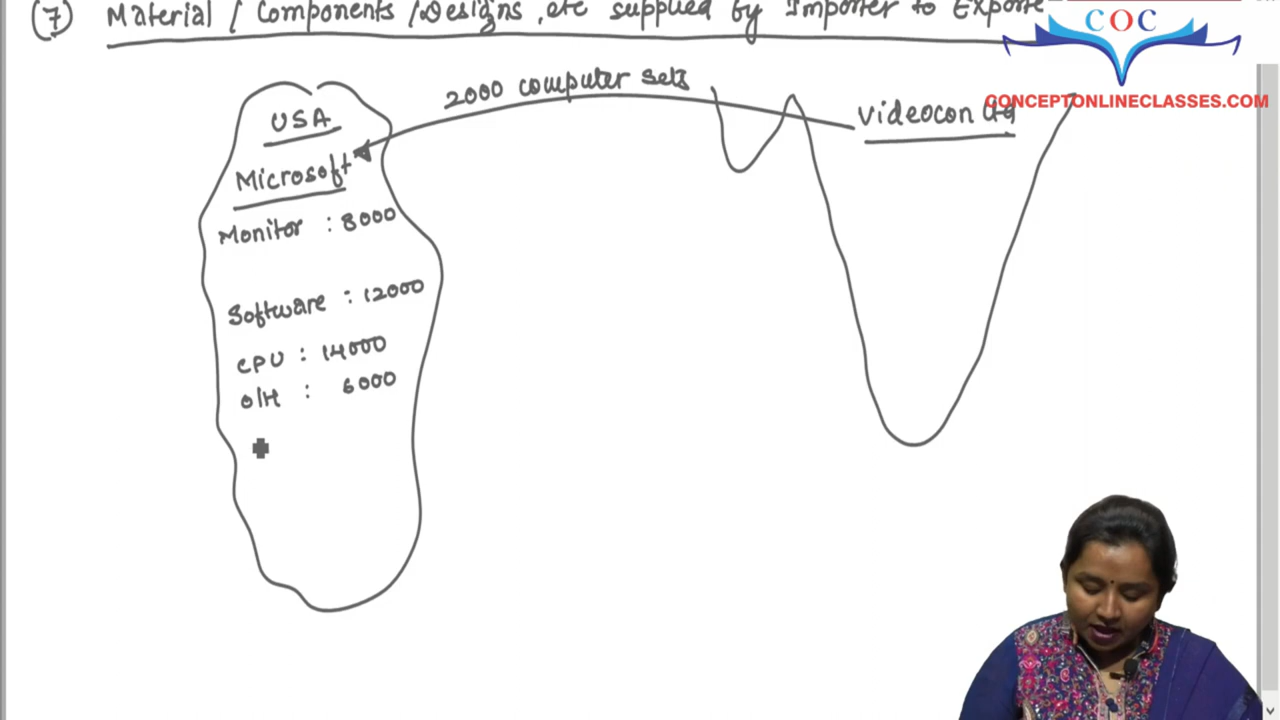 (7) Material / Components / Designs, etc supplied by Importer to Exporte
COC
CONCEPTONLINECLASSES.COM
2000 computer sets
USA
Videocon
Microsoft
Monitor : 8000
Software : 12000
CPU : 14000
O/H : 6000